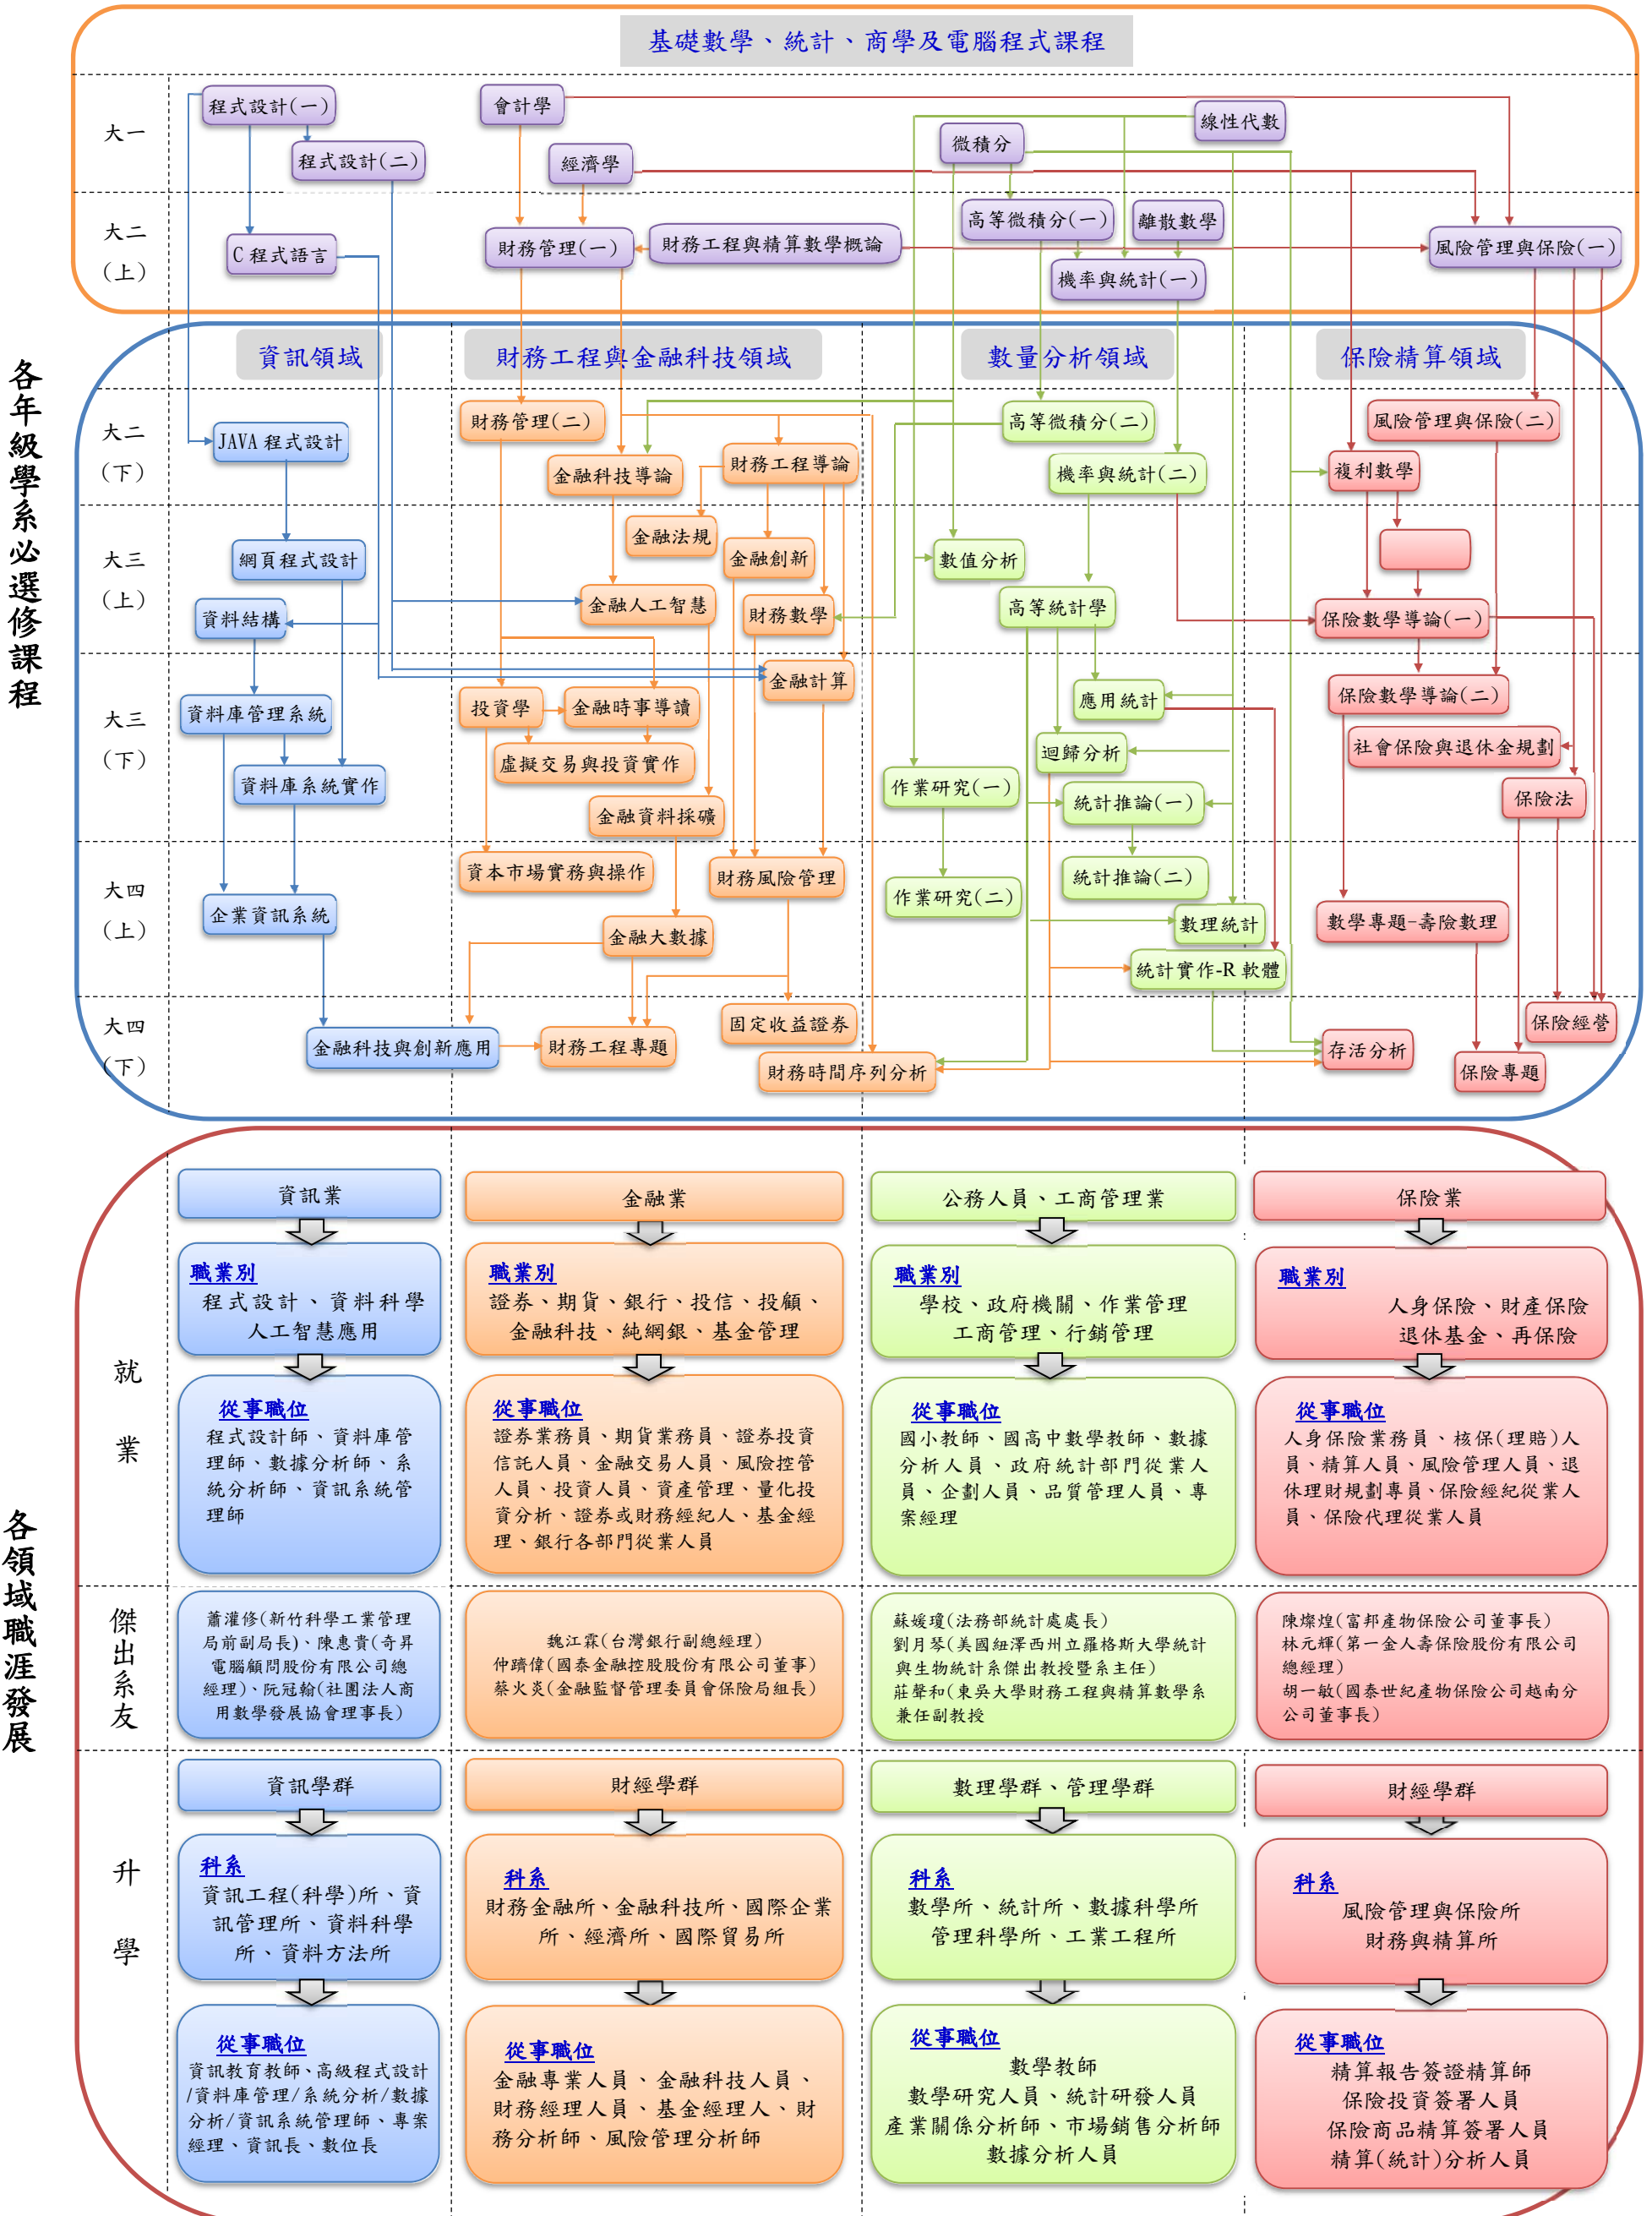 各年級學系必選修課程
基礎數學、統計、商學及電腦程式課程
大一
程式設計(一)
程式設計(二)
會計學
經濟學
微積分
線性代數
大二
(上)
C 程式語言
財務管理(一)
財務工程與精算數學概論
高等微積分(一)
離散數學
機率與統計(一)
風險管理與保險(一)
資訊領域
財務工程與金融科技領域
數量分析領域
保險精算領域
大二
(下)
JAVA 程式設計
財務管理(二)
金融科技導論
財務工程導論
高等微積分(二)
機率與統計(二)
風險管理與保險(二)
複利數學
大三
(上)
網頁程式設計
資料結構
金融法規
金融創新
金融人工智慧
財務數學
數值分析
高等統計學
保險數學導論(一)
大三
(下)
資料庫管理系統
資料庫系統實作
金融計算
投資學
金融時事導讀
虛擬交易與投資實作
金融資料採礦
應用統計
迴歸分析
作業研究(一)
統計推論(一)
保險數學導論(二)
社會保險與退休金規劃
保險法
大四
(上)
企業資訊系統
資本市場實務與操作
財務風險管理
金融大數據
統計推論(二)
作業研究(二)
數理統計
統計實作-R 軟體
數學專題-壽險數理
大四
(下)
金融科技與創新應用
財務工程專題
固定收益證券
財務時間序列分析
存活分析
保險經營
保險專題
各領域職涯發展
就
業
資訊業
職業別
程式設計、資料科學
人工智慧應用
從事職位
程式設計師、資料庫管
理師、數據分析師、系
統分析師、資訊系統管
理師
金融業
職業別
證券、期貨、銀行、投信、投顧、
金融科技、純網銀、基金管理
從事職位
證券業務員、期貨業務員、證券投資
信託人員、金融交易人員、風險控管
人員、投資人員、資產管理、量化投
資分析、證券或財務經紀人、基金經
理、銀行各部門從業人員
公務人員、工商管理業
職業別
學校、政府機關、作業管理
工商管理、行銷管理
從事職位
國小教師、國高中數學教師、數據
分析人員、政府統計部門從業人
員、企劃人員、品質管理人員、專
案經理
保險業
職業別
人身保險、財產保險
退休基金、再保險
從事職位
人身保險業務員、核保(理賠)人
員、精算人員、風險管理人員、退
休理財規劃專員、保險經紀從業人
員、保險代理從業人員
傑出系友
蕭灌修(新竹科學工業管理
局前副局長)、陳惠貴(奇昇
電腦顧問股份有限公司總
經理)、阮冠翰(社團法人商
用數學發展協會理事長)
魏江霖(台灣銀行副總經理)
仲躋偉(國泰金融控股股份有限公司董事)
蔡火炎(金融監督管理委員會保險局組長)
蘇媛瓊(法務部統計處處長)
劉月琴(美國紐澤西州立羅格斯大學統計
與生物統計系傑出教授暨系主任)
莊聲和(東吳大學財務工程與精算數學系
兼任副教授
陳燦煌(富邦產物保險公司董事長)
林元輝(第一金人壽保險股份有限公司
總經理)
胡一敏(國泰世紀產物保險公司越南分
公司董事長)
升
學
資訊學群
科系
資訊工程(科學)所、資
訊管理所、資料科學
所、資料方法所
從事職位
資訊教育教師、高級程式設計
/資料庫管理/系統分析/數據
分析/資訊系統管理師、專案
經理、資訊長、數位長
財經學群
科系
財務金融所、金融科技所、國際企業
所、經濟所、國際貿易所
從事職位
金融專業人員、金融科技人員、
財務經理人員、基金經理人、財
務分析師、風險管理分析師
數理學群、管理學群
科系
數學所、統計所、數據科學所
管理科學所、工業工程所
從事職位
數學教師
數學研究人員、統計研發人員
產業關係分析師、市場銷售分析師
數據分析人員
財經學群
科系
風險管理與保險所
財務與精算所
從事職位
精算報告簽證精算師
保險投資簽署人員
保險商品精算簽署人員
精算(統計)分析人員